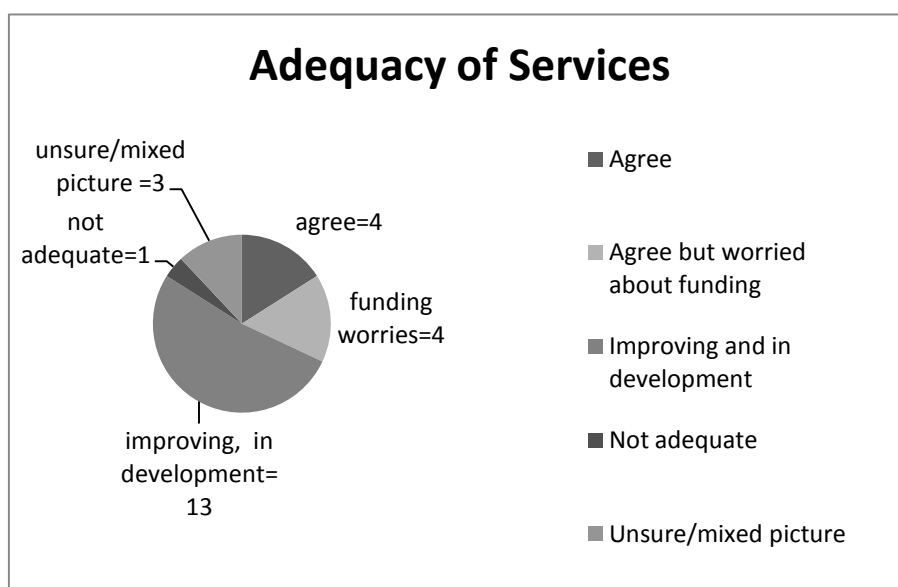 Adequacy of Services
unsure/mixed
picture =3
not
adequate=1
agree=4
funding
worries=4
improving,  in
development=
13
Agree
Agree but worried
about funding
Improving and in
development
Not adequate
Unsure/mixed picture